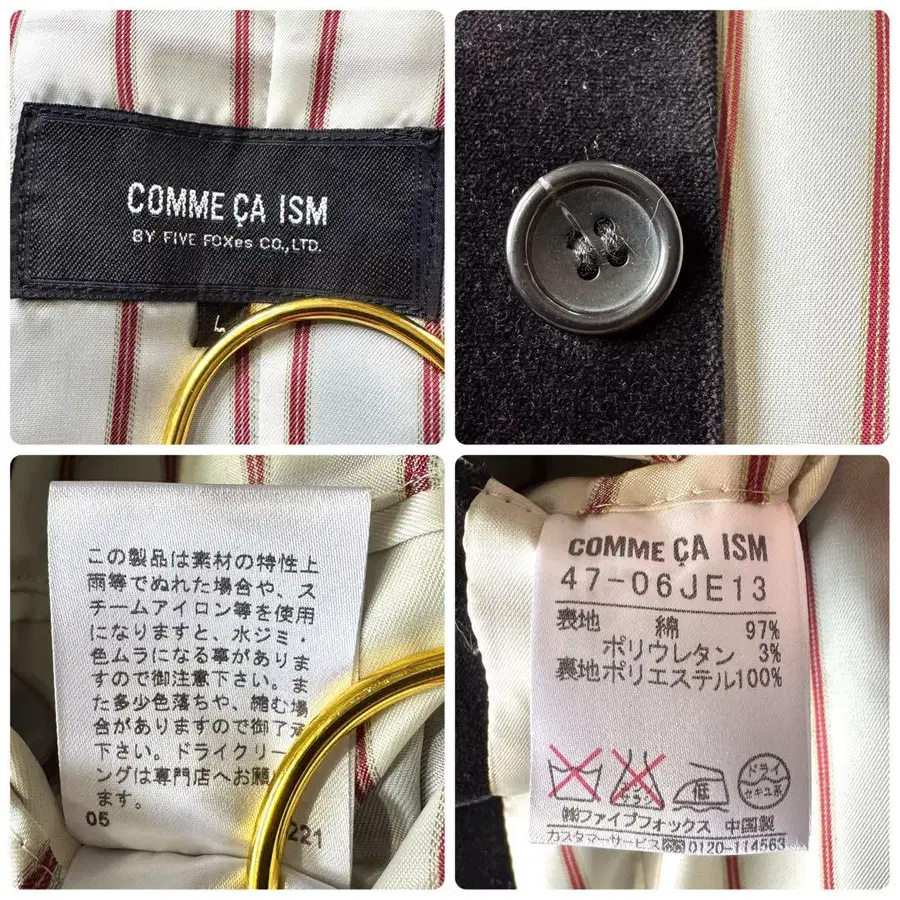 COMME ÇA ISM
BY FIVE FOXes CO.,LTD.
L
この製品は素材の特性上
雨等でぬれた場合や、ス
チームアイロン等を使用
になりますと、水ジミ・
色ムラになる事がありま
すので御注意下さい。ま
た多少色落ちや、縮む場
合がありますので御了承
下さい。ドライクリー
ングは専門店へお願い
ます。
05
221
COMME ÇA ISM
47-06JE13
表地 綿 97%
ポリウレタン 3%
裏地ポリエステル100%
低
ドライ
セキユ系
㈱ファイブフォックス 中国製
カスタマーサービス 0120-114563